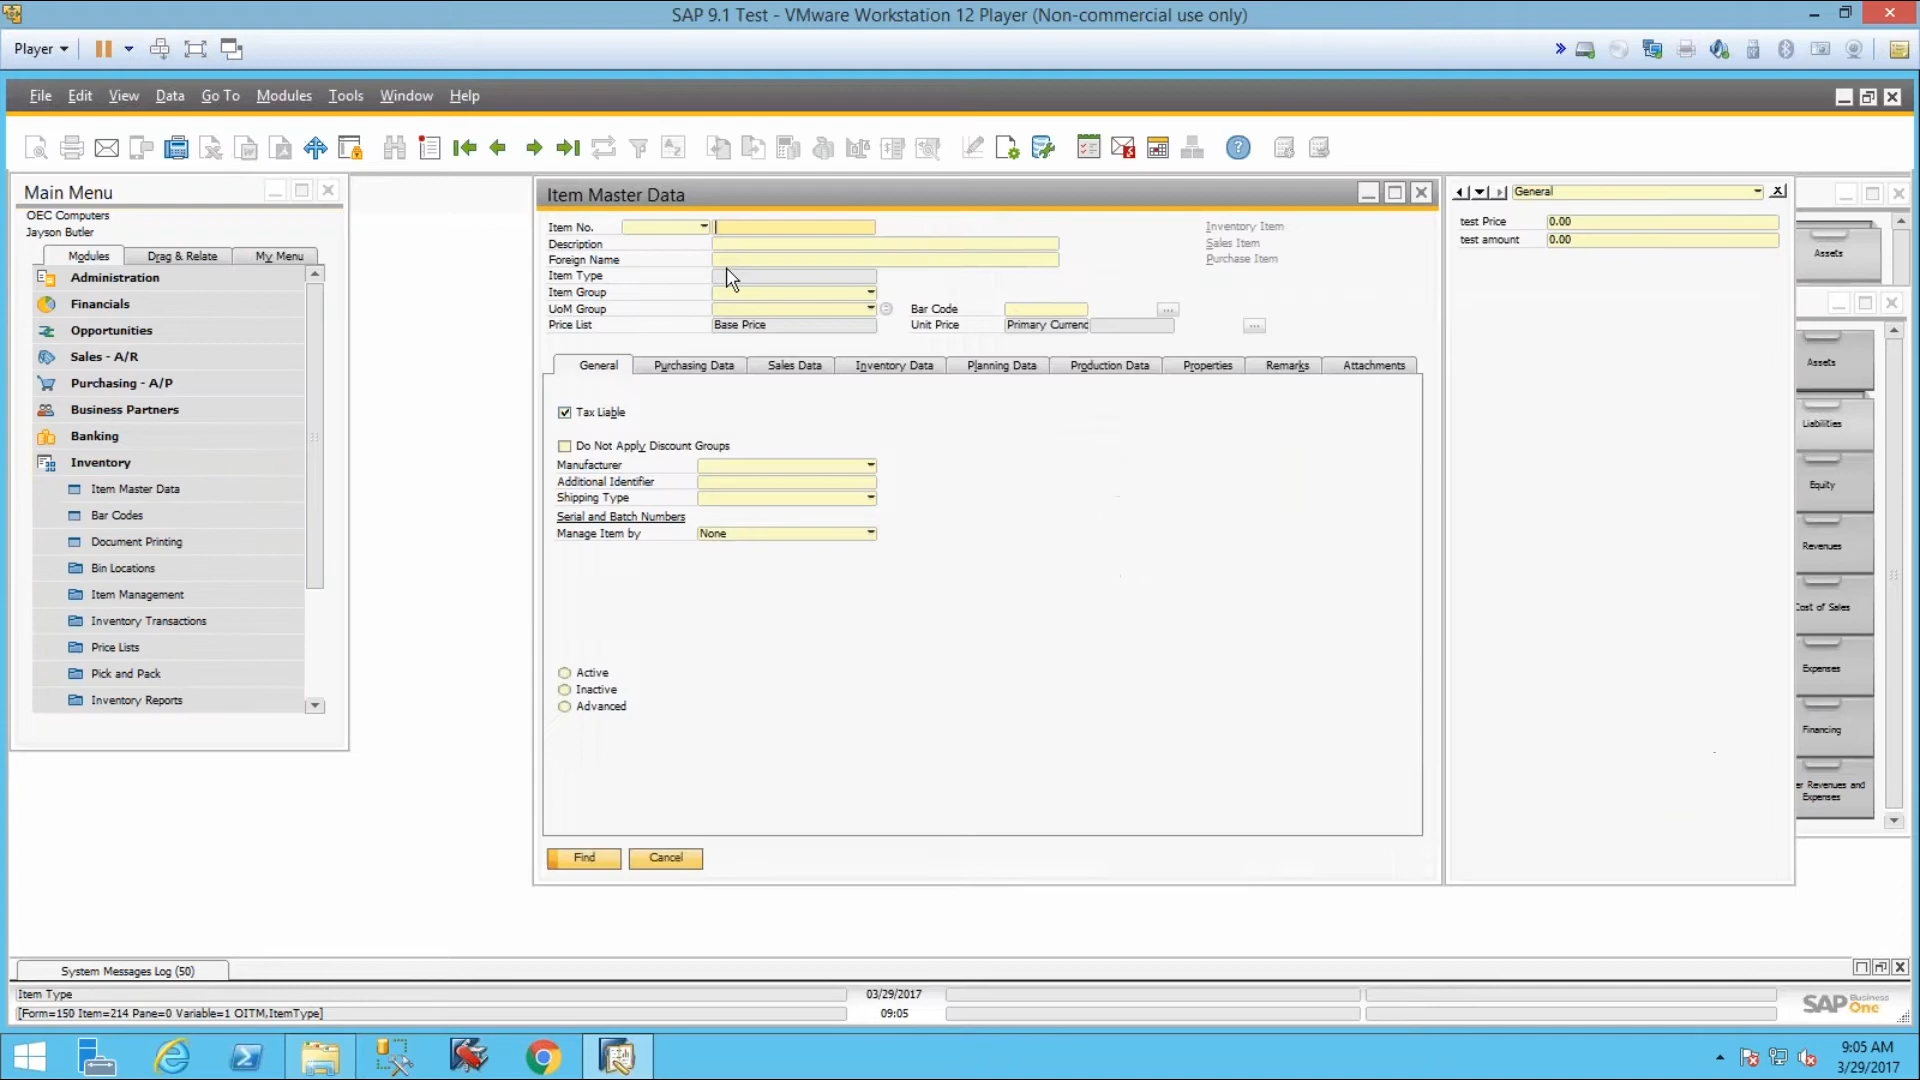 SAP 9.1 Test - VMware Workstation 12 Player (Non-commercial use only)
Player
File Edit View Data Go To Modules Tools Window Help
Main Menu
OEC Computers
Jayson Butler
Modules Drag & Relate My Menu
Administration
Financials
Opportunities
Sales - A/R
Purchasing - A/P
Business Partners
Banking
Inventory
Item Master Data
Bar Codes
Document Printing
Bin Locations
Item Management
Inventory Transactions
Price Lists
Pick and Pack
Inventory Reports
Item Master Data
Item No.
Description
Foreign Name
Item Type
Item Group
UoM Group
Price List Base Price
Bar Code
Unit Price Primary Currenc
Inventory Item
Sales Item
Purchase Item
General Purchasing Data Sales Data Inventory Data Planning Data Production Data Properties Remarks Attachments
Tax Liable
Do Not Apply Discount Groups
Manufacturer
Additional Identifier
Shipping Type
Serial and Batch Numbers
Manage Item by None
Active
Inactive
Advanced
Find Cancel
General
test Price 0.00
test amount 0.00
Assets
Assets
Liabilities
Equity
Revenues
Cost of Sales
Expenses
Financing
er Revenues and
Expenses
System Messages Log (50)
Item Type 03/29/2017
[Form=150 Item=214 Pane=0 Variable=1 OITM,ItemType] 09:05
SAP Business One
9:05 AM
3/29/2017